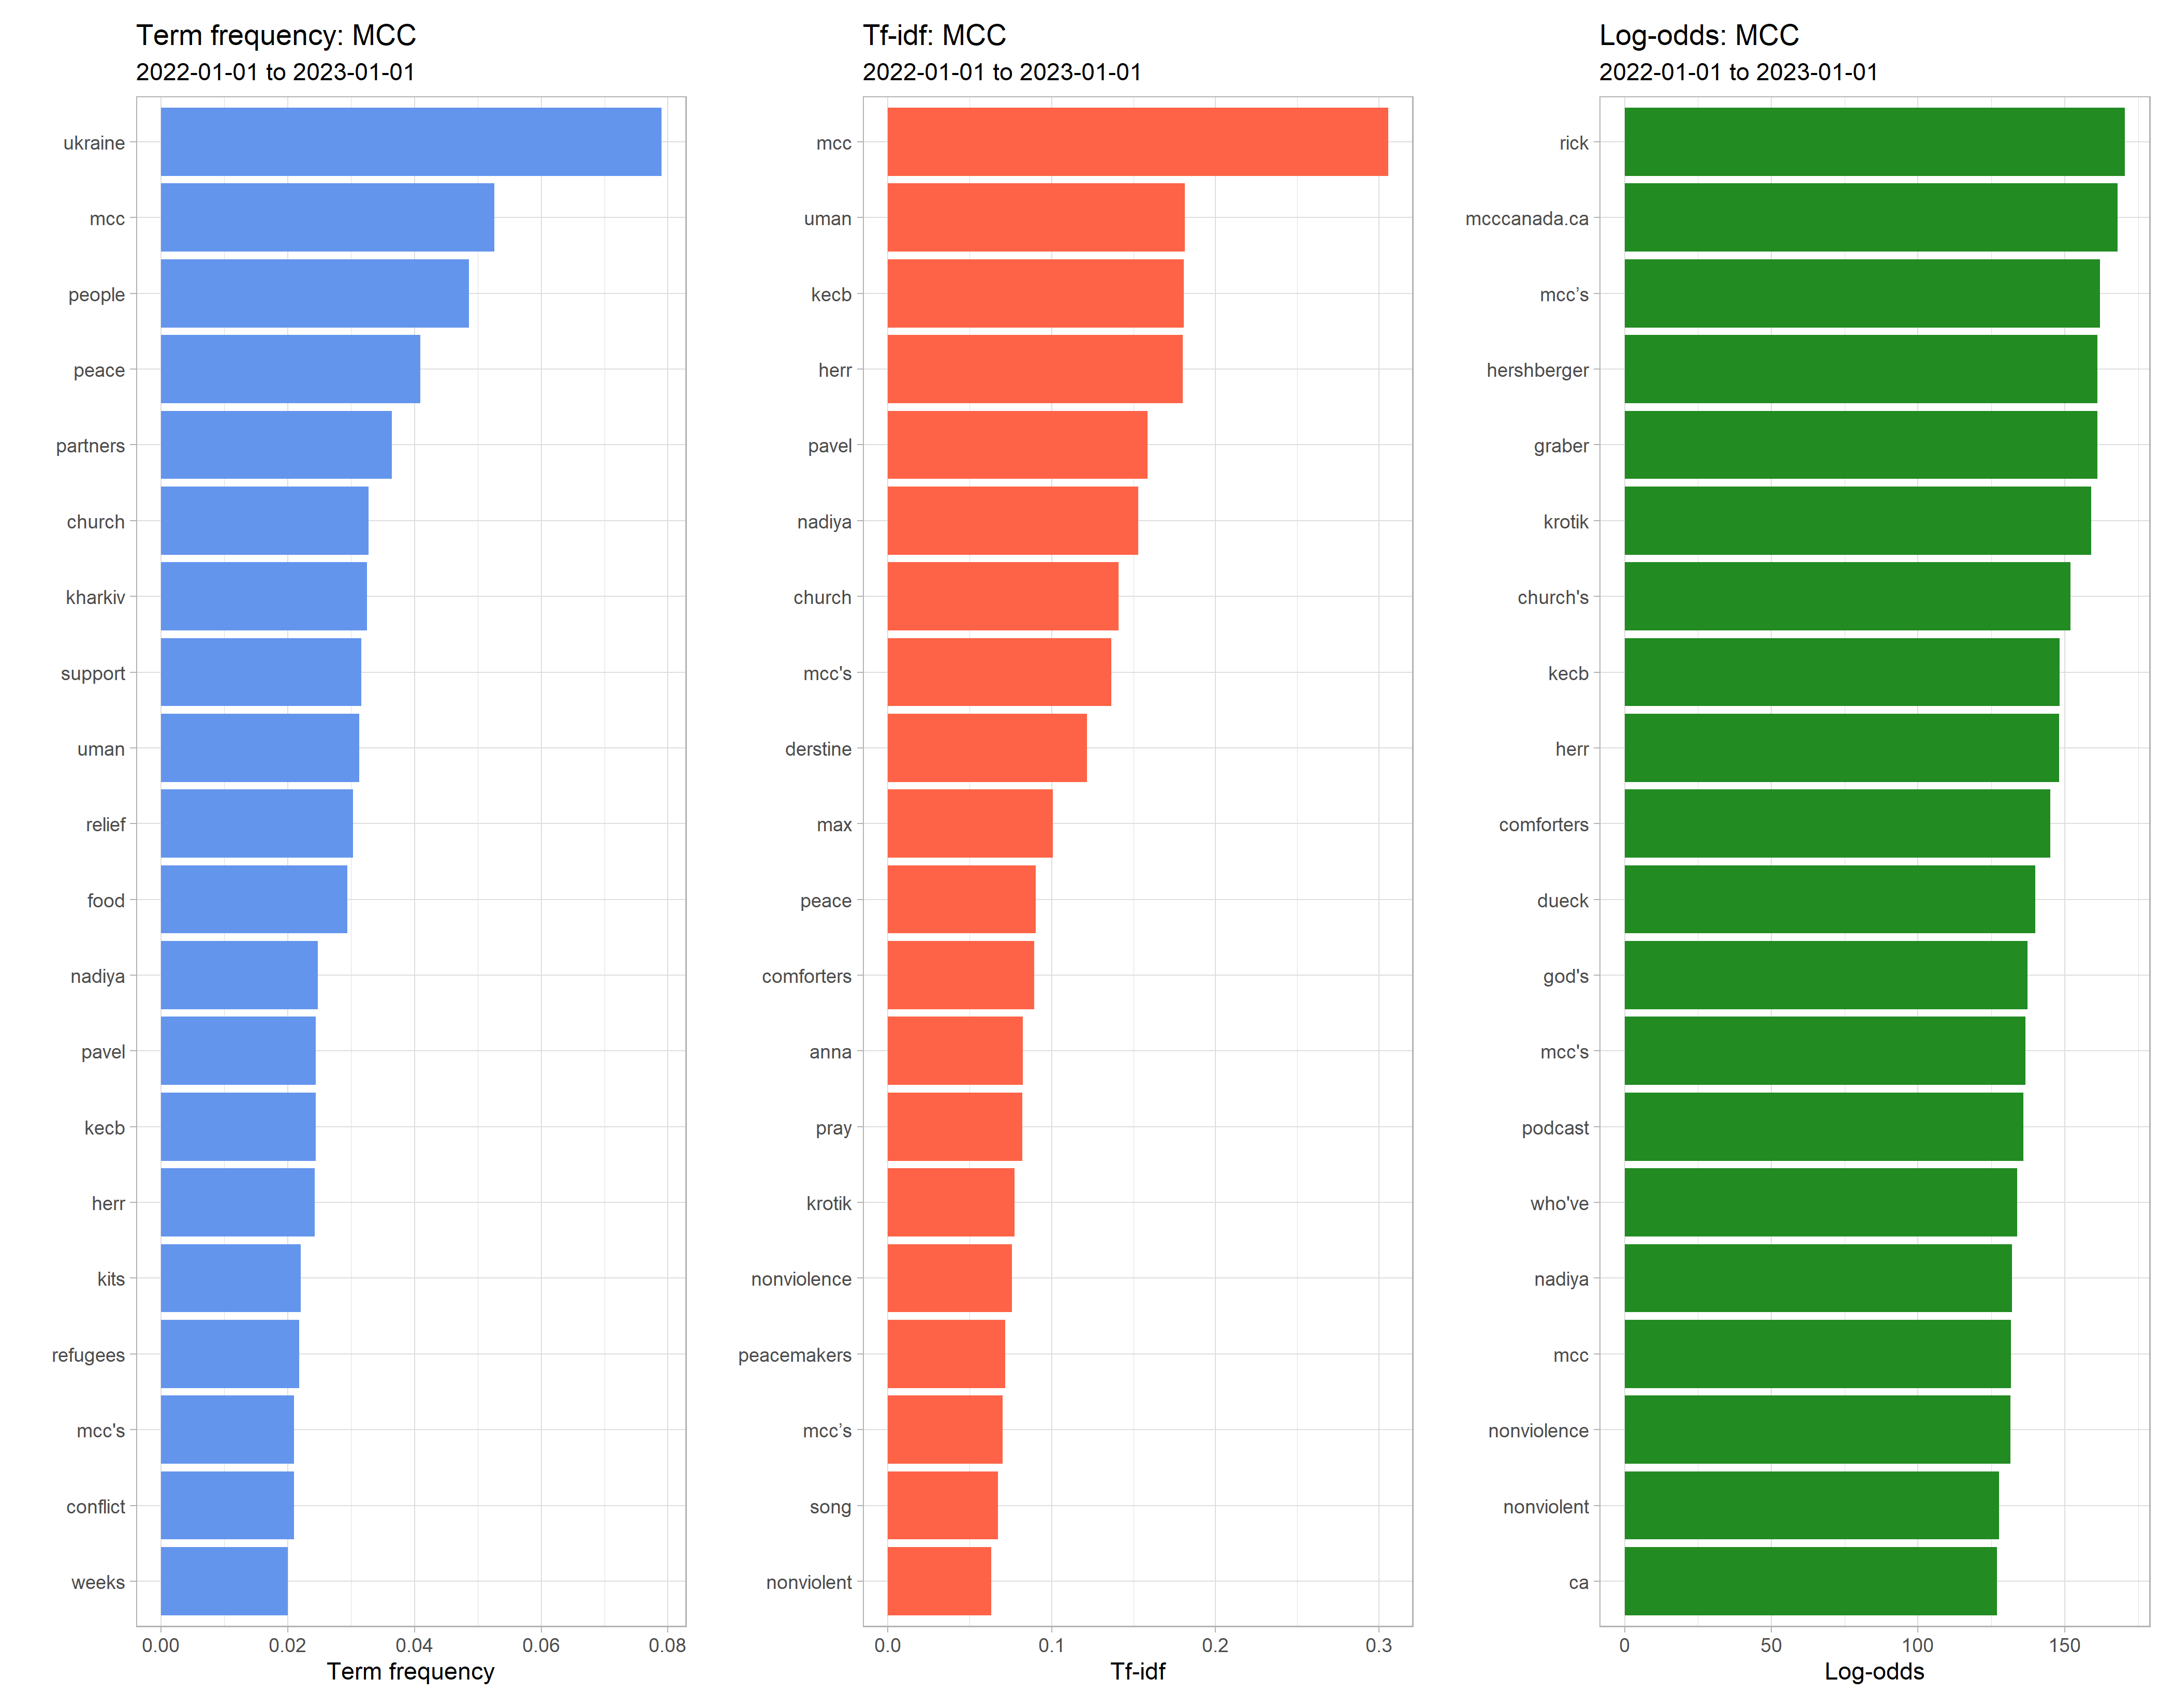 Term frequency: MCC
2022-01-01 to 2023-01-01
ukraine
mcc
people
peace
partners
church
kharkiv
support
uman
relief
food
nadiya
pavel
kecb
herr
kits
refugees
mcc's
conflict
weeks
0.00 0.02 0.04 0.06 0.08
Term frequency
Tf-idf: MCC
2022-01-01 to 2023-01-01
mcc
uman
kecb
herr
pavel
nadiya
church
mcc's
derstine
max
peace
comforters
anna
pray
krotik
nonviolence
peacemakers
mcc’s
song
nonviolent
0.0 0.1 0.2 0.3
Tf-idf
Log-odds: MCC
2022-01-01 to 2023-01-01
rick
mcccanada.ca
mcc’s
hershberger
graber
krotik
church's
kecb
herr
comforters
dueck
god's
mcc's
podcast
who've
nadiya
mcc
nonviolence
nonviolent
ca
0 50 100 150
Log-odds